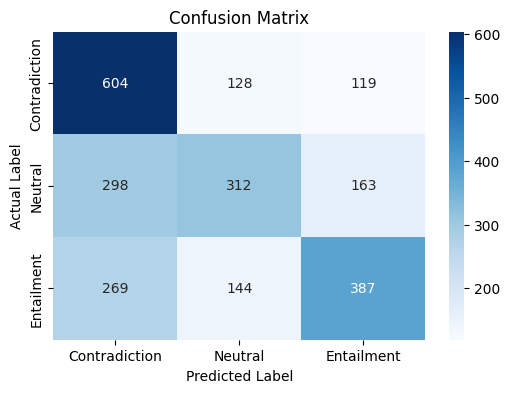 Confusion Matrix
Actual Label
Contradiction
604 128 119
Neutral
298 312 163
Entailment
269 144 387
Contradiction Neutral Entailment
Predicted Label
600
500
400
300
200